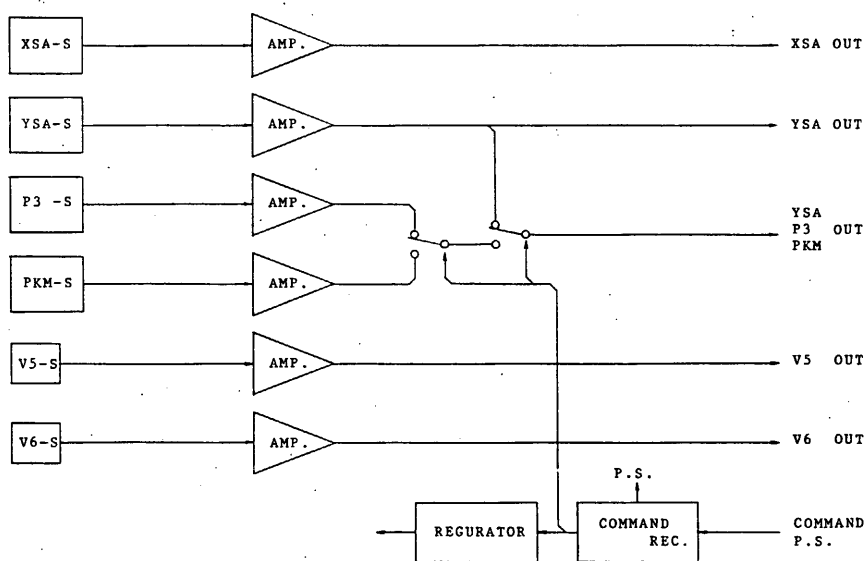 XSA-S
AMP.
XSA OUT
YSA-S
AMP.
YSA OUT
P3 -S
AMP.
YSA
P3 OUT
PKM
PKM-S
AMP.
V5-S
AMP.
V5 OUT
V6-S
AMP.
V6 OUT
P.S.
REGURATOR
COMMAND
REC.
COMMAND
P.S.